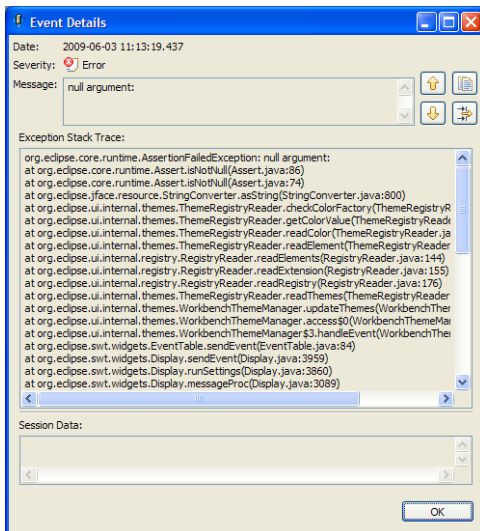 Event Details
Date: 2009-06-03 11:13:19.437
Severity: Error
Message: null argument:
Exception Stack Trace:
org.eclipse.core.runtime.AssertionFailedException: null argument:
at org.eclipse.core.runtime.Assert.isNotNull(Assert.java:86)
at org.eclipse.core.runtime.Assert.isNotNull(Assert.java:74)
at org.eclipse.jface.resource.StringConverter.asString(StringConverter.java:800)
at org.eclipse.ui.internal.themes.ThemeRegistryReader.checkColorFactory(ThemeRegistryR
at org.eclipse.ui.internal.themes.ThemeRegistryReader.getColorValue(ThemeRegistryReade
at org.eclipse.ui.internal.themes.ThemeRegistryReader.readColor(ThemeRegistryReader.ja
at org.eclipse.ui.internal.themes.ThemeRegistryReader.readElement(ThemeRegistryReader
at org.eclipse.ui.internal.registry.RegistryReader.readElements(RegistryReader.java:144)
at org.eclipse.ui.internal.registry.RegistryReader.readExtension(RegistryReader.java:155)
at org.eclipse.ui.internal.registry.RegistryReader.readRegistry(RegistryReader.java:176)
at org.eclipse.ui.internal.themes.ThemeRegistryReader.readThemes(ThemeRegistryReader
at org.eclipse.ui.internal.themes.WorkbenchThemeManager.updateThemes(WorkbenchThem
at org.eclipse.ui.internal.themes.WorkbenchThemeManager.access$0(WorkbenchThemeMa
at org.eclipse.ui.internal.themes.WorkbenchThemeManager$3.handleEvent(WorkbenchThe
at org.eclipse.swt.widgets.EventTable.sendEvent(EventTable.java:84)
at org.eclipse.swt.widgets.Display.sendEvent(Display.java:3959)
at org.eclipse.swt.widgets.Display.runSettings(Display.java:3860)
at org.eclipse.swt.widgets.Display.messageProc(Display.java:3089)
Session Data:
OK